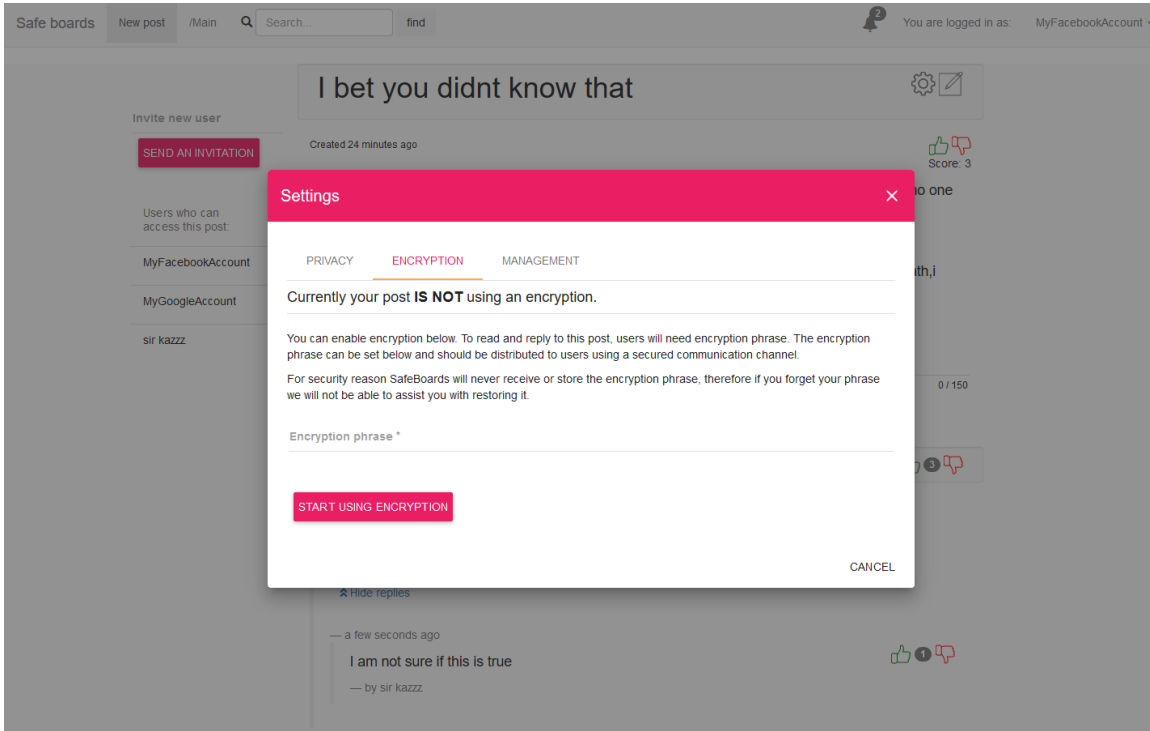 Safe boards New post /Main Search... find 2 You are logged in as: MyFacebookAccount
I bet you didnt know that
Invite new user
SEND AN INVITATION
Created 24 minutes ago
Score: 3
Users who can
access this post:
MyFacebookAccount
MyGoogleAccount
sir kazzz
Settings
PRIVACY ENCRYPTION MANAGEMENT
Currently your post IS NOT using an encryption.
You can enable encryption below. To read and reply to this post, users will need encryption phrase. The encryption
phrase can be set below and should be distributed to users using a secured communication channel.
For security reason SafeBoards will never receive or store the encryption phrase, therefore if you forget your phrase
we will not be able to assist you with restoring it.
Encryption phrase *
START USING ENCRYPTION
CANCEL
one
0 / 150
3
Hide replies
— a few seconds ago
I am not sure if this is true
1
— by sir kazzz